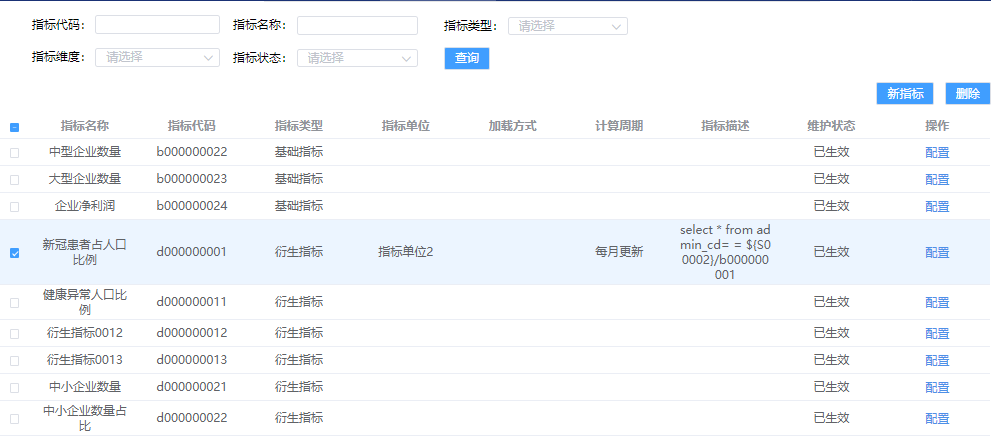 指标代码: 指标名称: 指标类型: 请选择
指标维度: 请选择 指标状态: 请选择 查询
新指标 删除
指标名称 指标代码 指标类型 指标单位 加载方式 计算周期 指标描述 维护状态 操作
中型企业数量 b000000022 基础指标 已生效 配置
大型企业数量 b000000023 基础指标 已生效 配置
企业净利润 b000000024 基础指标 已生效 配置
新冠患者占人口
比例 d000000001 衍生指标 指标单位2 每月更新
select * from ad
min_cd= = ${S0
0002}/b000000
001
已生效 配置
健康异常人口比
例 d000000011 衍生指标 已生效 配置
衍生指标0012 d000000012 衍生指标 已生效 配置
衍生指标0013 d000000013 衍生指标 已生效 配置
中小企业数量 d000000021 衍生指标 已生效 配置
中小企业数量占
比 d000000022 衍生指标 已生效 配置